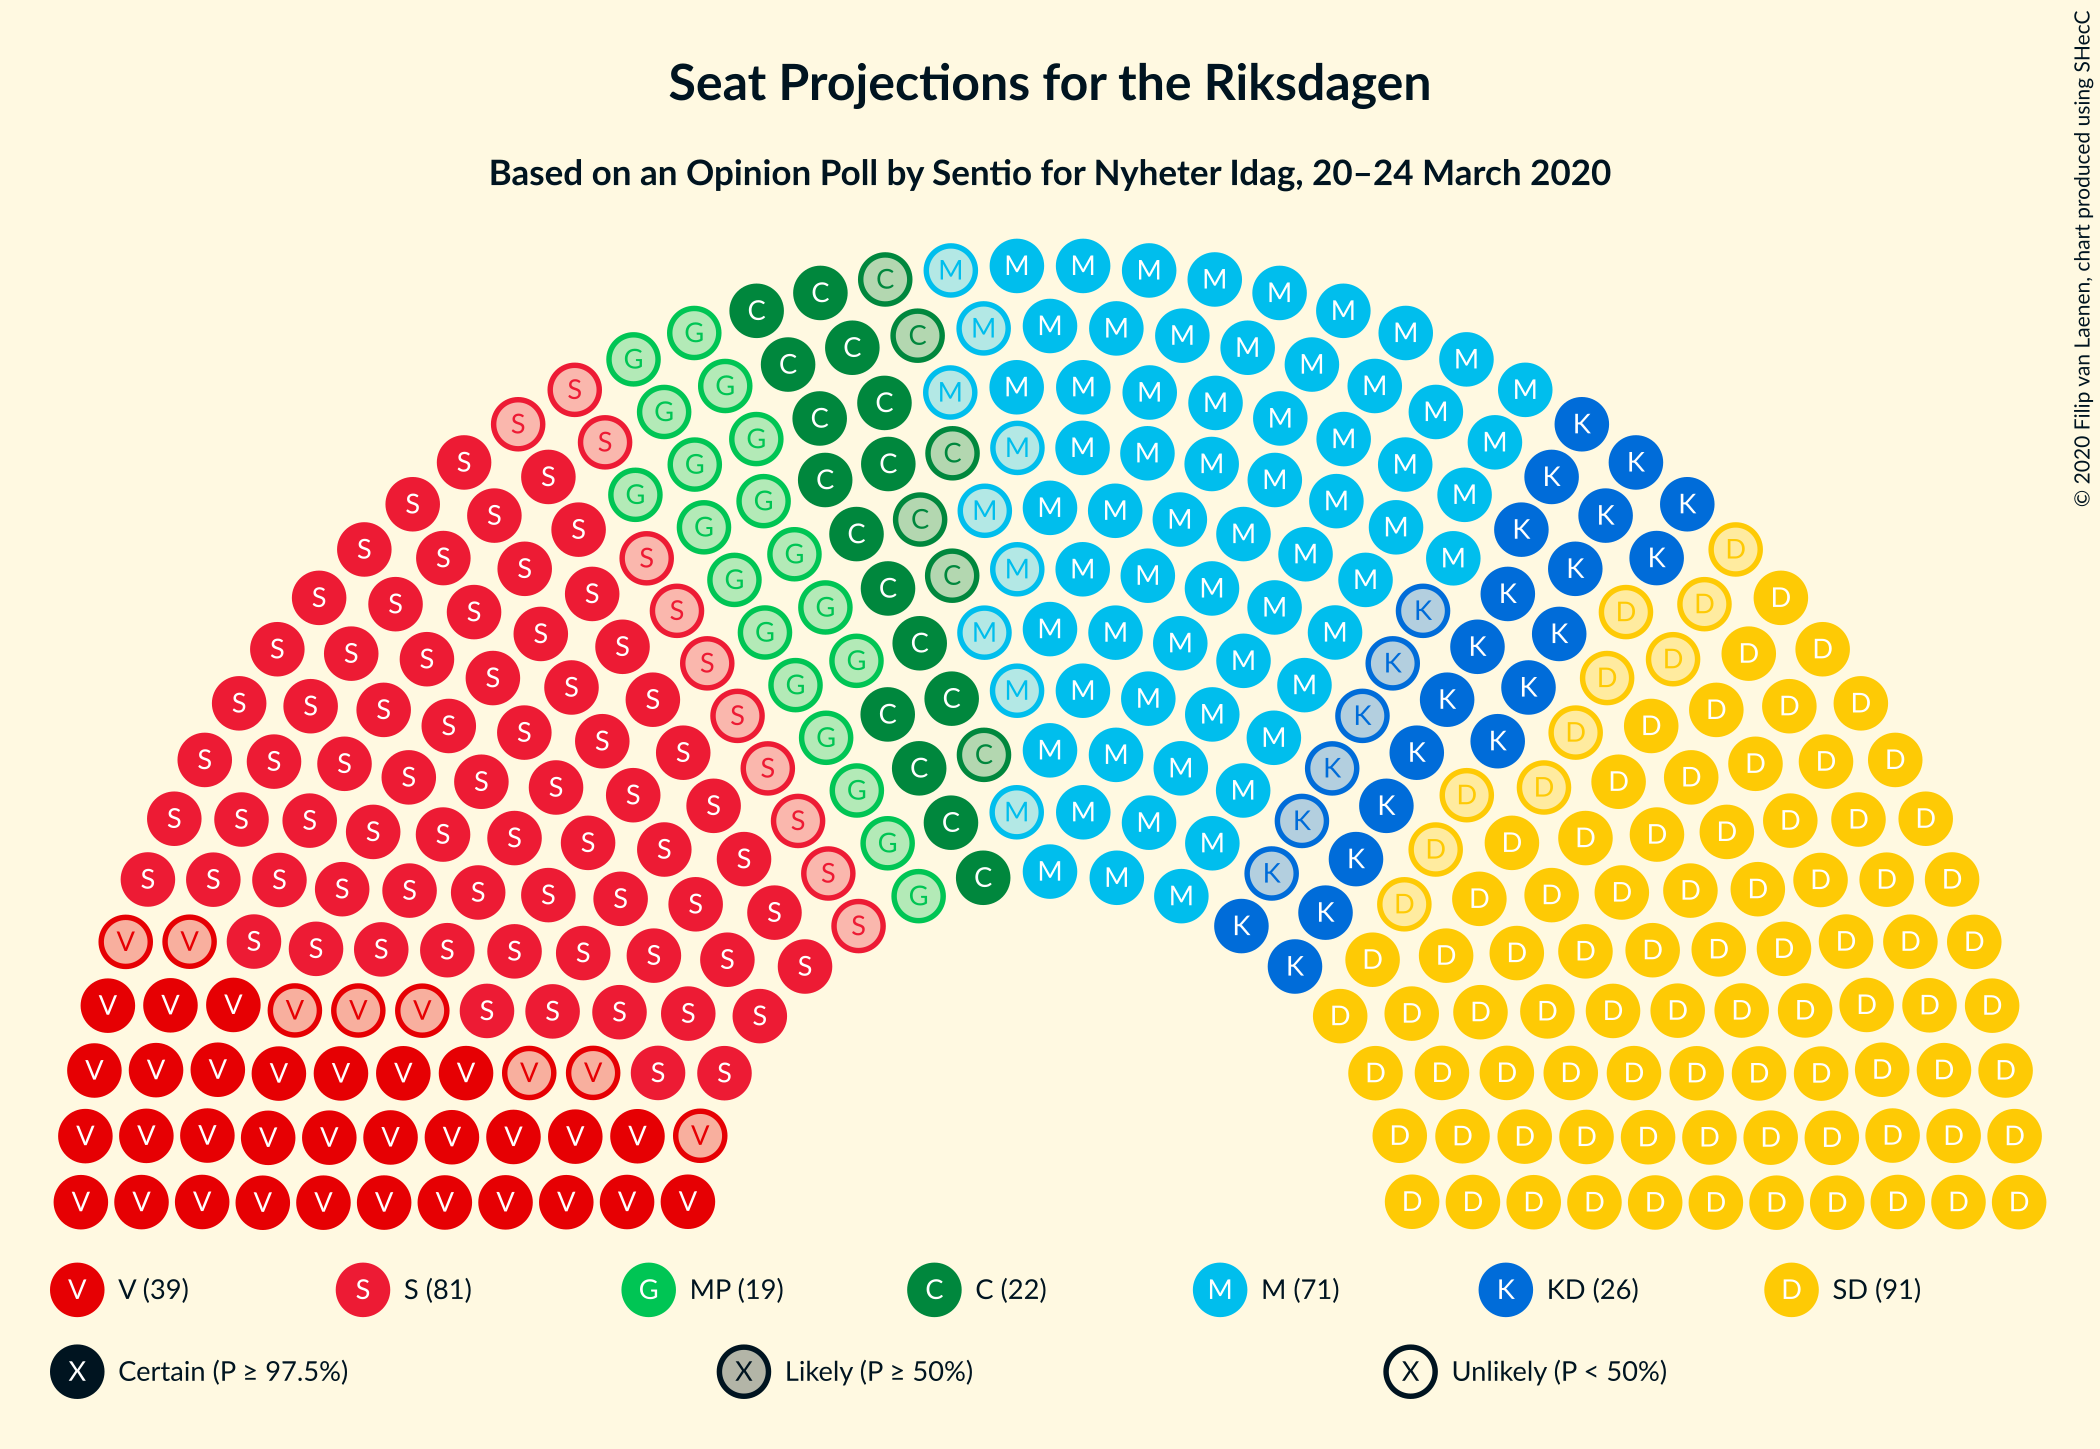 Seat Projections for the Riksdagen
Based on an Opinion Poll by Sentio for Nyheter Idag, 20–24 March 2020
© 2020 Filip van Laenen, chart produced using SHecC
V V (39) S S (81) G MP (19) C C (22) M M (71) K KD (26) D SD (91)
X Certain (P ≥ 97.5%) X Likely (P ≥ 50%) X Unlikely (P < 50%)